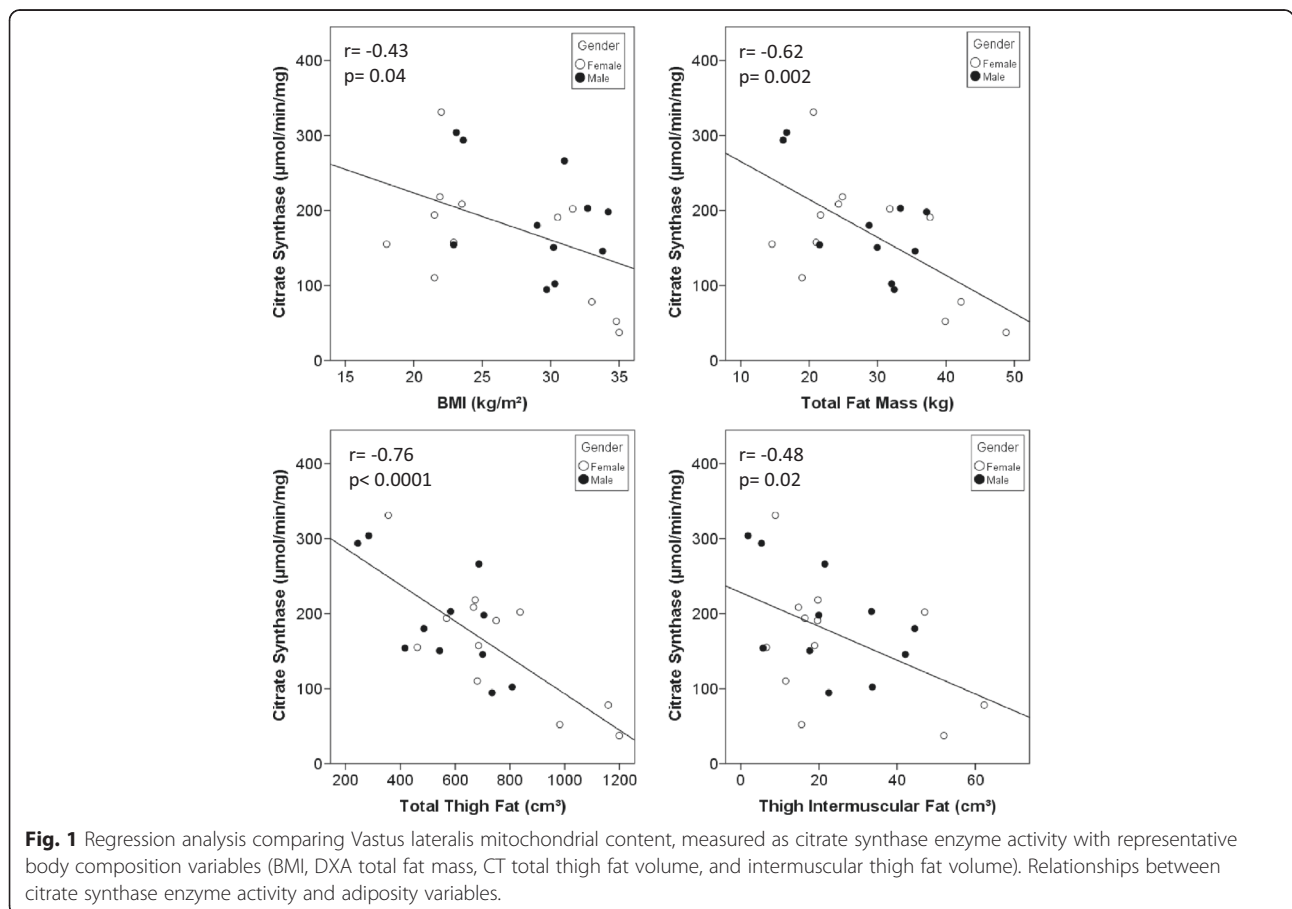 r= -0.43
p= 0.04
Gender
Female
Male
Citrate Synthase (µmol/min/mg)
400
300
200
100
0
15
20
25
30
35
BMI (kg/m²)
r= -0.62
p= 0.002
Gender
Female
Male
Citrate Synthase (µmol/min/mg)
400
300
200
100
0
10
20
30
40
50
Total Fat Mass (kg)
r= -0.76
p< 0.0001
Gender
Female
Male
Citrate Synthase (µmol/min/mg)
400
300
200
100
0
200
400
600
800
1000
1200
Total Thigh Fat (cm³)
r= -0.48
p= 0.02
Gender
Female
Male
Citrate Synthase (µmol/min/mg)
400
300
200
100
0
0
20
40
60
Thigh Intermuscular Fat (cm³)
Fig. 1 Regression analysis comparing Vastus lateralis mitochondrial content, measured as citrate synthase enzyme activity with representative
body composition variables (BMI, DXA total fat mass, CT total thigh fat volume, and intermuscular thigh fat volume). Relationships between
citrate synthase enzyme activity and adiposity variables.